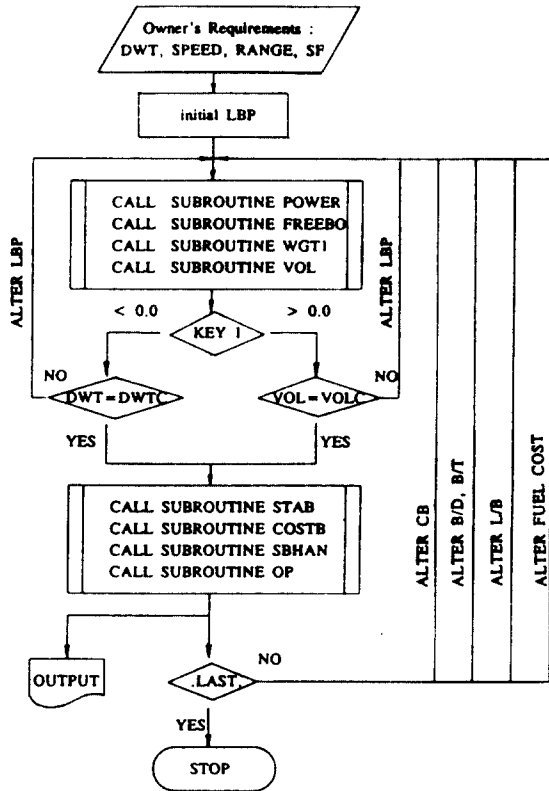 Owner's Requirements :
DWT, SPEED, RANGE, SF
initial LBP
CALL SUBROUTINE POWER
CALL SUBROUTINE FREEBO
CALL SUBROUTINE WGT1
CALL SUBROUTINE VOL
ALTER LBP
ALTER LBP
< 0.0
> 0.0
KEY 1
NO
DWT=DWTC
VOL=VOLC
NO
YES
YES
CALL SUBROUTINE STAB
CALL SUBROUTINE COSTB
CALL SUBROUTINE SBHAN
CALL SUBROUTINE OP
ALTER CB
ALTER B/D, B/T
ALTER L/B
ALTER FUEL COST
OUTPUT
.LAST.
NO
YES
STOP